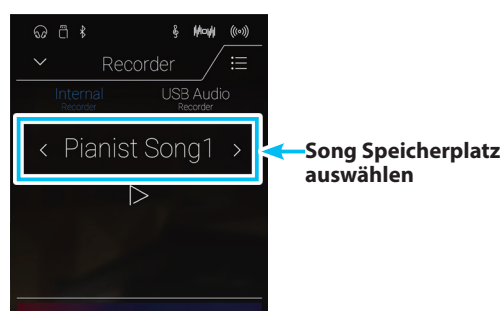 Recorder
Internal
Recorder
USB Audio
Recorder
Pianist Song1
Song Speicherplatz
auswählen